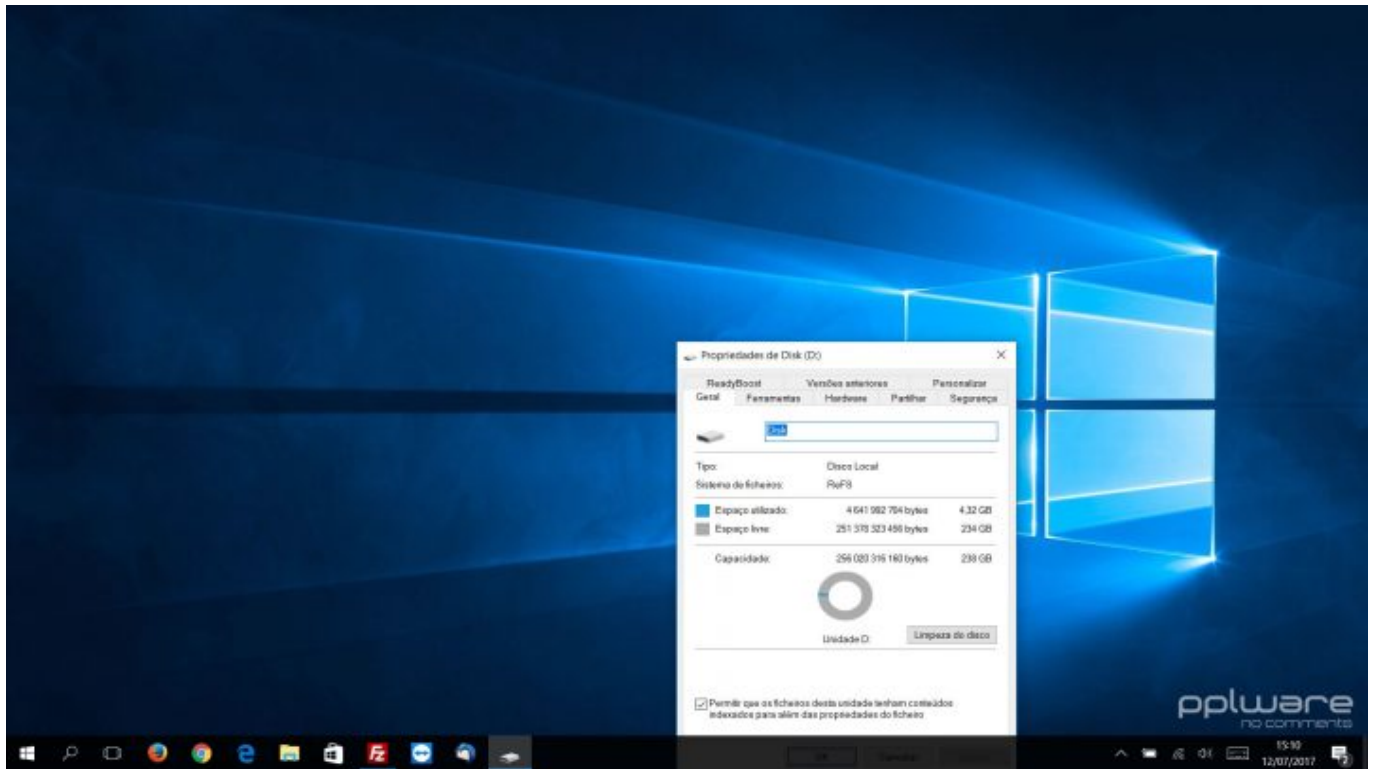 Propriedades de Disk (D:)
ReadyBoost Versões anteriores Personalizar
Geral Ferramentas Hardware Partilhar Segurança
Disk
Tipo: Disco Local
Sistema de ficheiros: ReFS
Espaço utilizado: 4 641 992 704 bytes 4,32 GB
Espaço livre: 251 378 323 456 bytes 234 GB
Capacidade: 256 020 316 160 bytes 238 GB
Unidade D: Limpeza do disco
Permitir que os ficheiros desta unidade tenham conteúdos
indexados para além das propriedades do ficheiro
OK Cancelar
pplware
no comments
15:10
12/07/2017